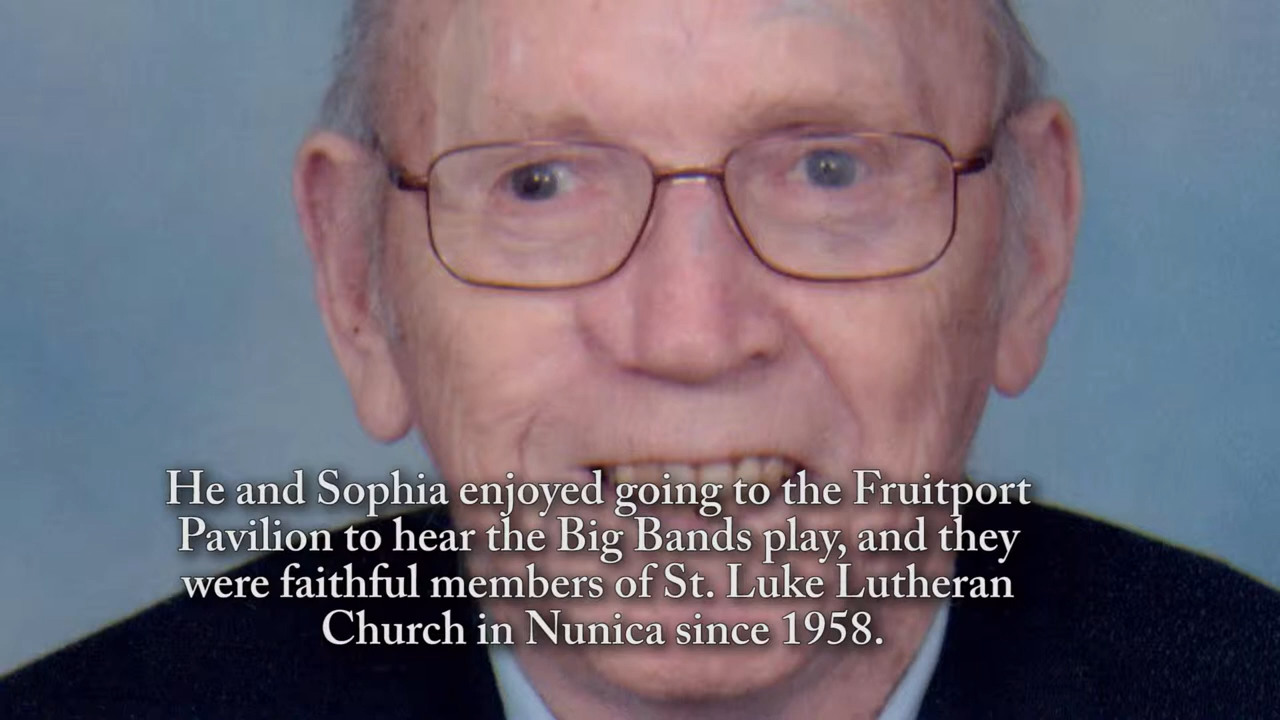 He and Sophia enjoyed going to the Fruitport
Pavilion to hear the Big Bands play, and they
were faithful members of St. Luke Lutheran
Church in Nunica since 1958.